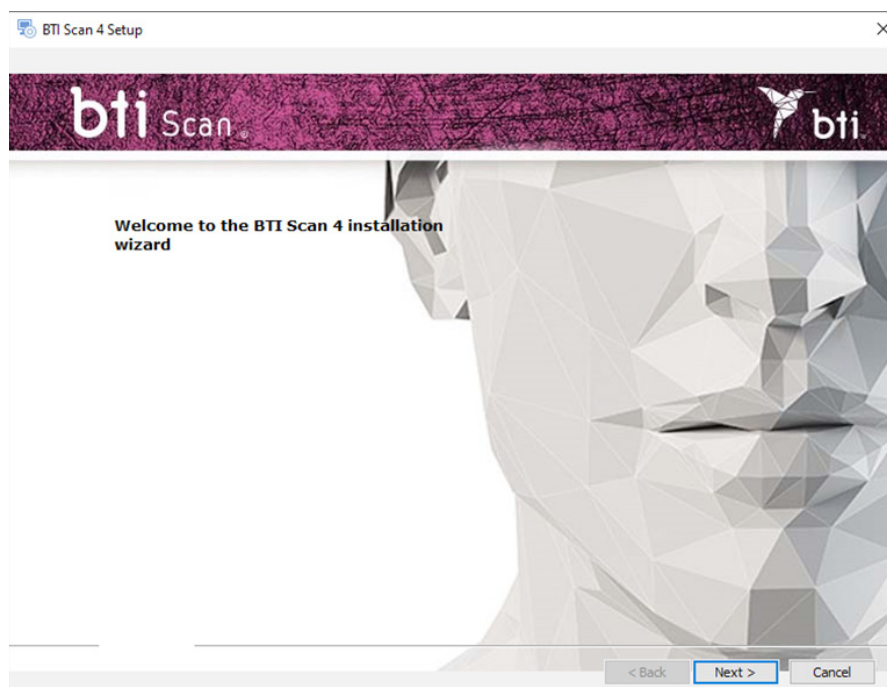 BTI Scan 4 Setup
bti Scan®
bti
Welcome to the BTI Scan 4 installation
wizard
< Back Next > Cancel